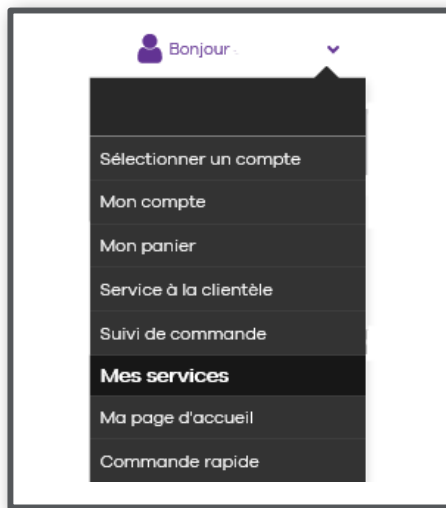 Bonjour
Sélectionner un compte
Mon compte
Mon panier
Service à la clientèle
Suivi de commande
Mes services
Ma page d'accueil
Commande rapide